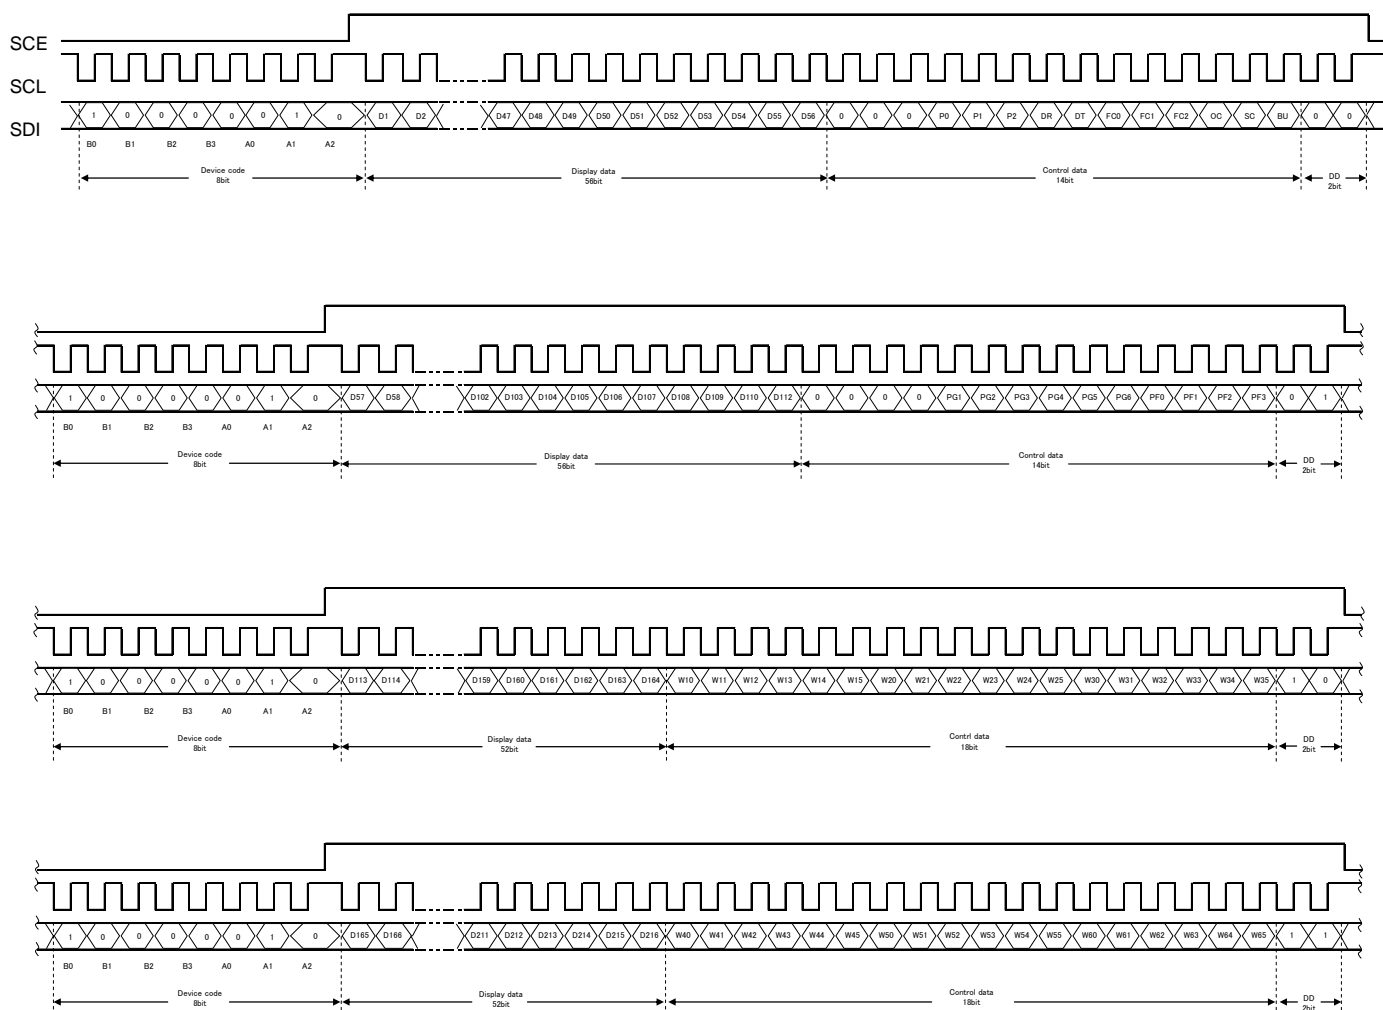 SCE
SCL
SDI
1 0 0 0 0 0 1 0 D1 D2 D47 D48 D49 D50 D51 D52 D53 D54 D55 D56 0 0 0 P0 P1 P2 DR DT FC0 FC1 FC2 OC SC BU 0 0
B0 B1 B2 B3 A0 A1 A2
Device code Display data Control data DD
8bit 56bit 14bit 2bit
1 0 0 0 0 0 1 0 D57 D58 D102 D103 D104 D105 D106 D107 D108 D109 D110 D112 0 0 0 0 PG1 PG2 PG3 PG4 PG5 PG6 PF0 PF1 PF2 PF3 0 1
B0 B1 B2 B3 A0 A1 A2
Device code Display data Control data DD
8bit 56bit 14bit 2bit
1 0 0 0 0 0 1 0 D113 D114 D159 D160 D161 D162 D163 D164 W10 W11 W12 W13 W14 W15 W20 W21 W22 W23 W24 W25 W30 W31 W32 W33 W34 W35 1 0
B0 B1 B2 B3 A0 A1 A2
Device code Display data Contrl data DD
8bit 52bit 18bit 2bit
1 0 0 0 0 0 1 0 D165 D166 D211 D212 D213 D214 D215 D216 W40 W41 W42 W43 W44 W45 W50 W51 W52 W53 W54 W55 W60 W61 W62 W63 W64 W65 1 1
B0 B1 B2 B3 A0 A1 A2
Device code Display data Control data DD
8bit 52bit 18bit 2bit